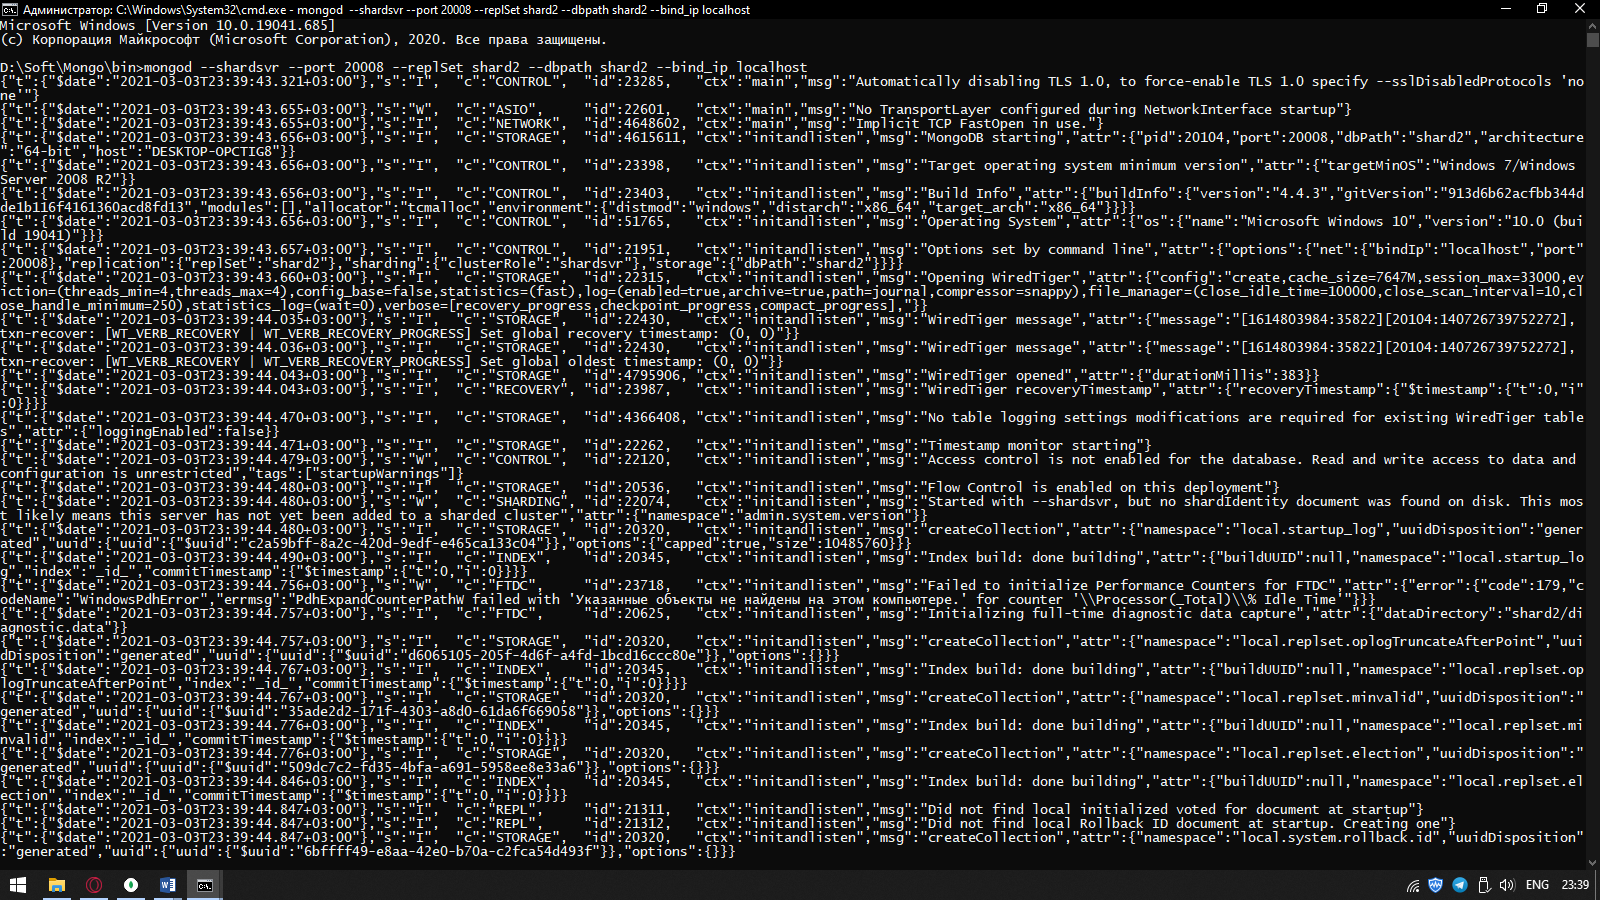 Администратор: C:\Windows\System32\cmd.exe - mongod  --shardsvr --port 20008 --replSet shard2 --dbpath shard2 --bind_ip localhost
Microsoft Windows [Version 10.0.19041.685]
(c) Корпорация Майкрософт (Microsoft Corporation), 2020. Все права защищены.
D:\Soft\Mongo\bin>mongod --shardsvr --port 20008 --replSet shard2 --dbpath shard2 --bind_ip localhost
{"t":{"$date":"2021-03-03T23:39:43.321+03:00"},"s":"I",  "c":"CONTROL",  "id":23285,   "ctx":"main","msg":"Automatically disabling TLS 1.0, to force-enable TLS 1.0 specify --sslDisabledProtocols 'no
ne'"}
{"t":{"$date":"2021-03-03T23:39:43.655+03:00"},"s":"W",  "c":"ASIO",     "id":22601,   "ctx":"main","msg":"No TransportLayer configured during NetworkInterface startup"}
{"t":{"$date":"2021-03-03T23:39:43.655+03:00"},"s":"I",  "c":"NETWORK",  "id":4648602, "ctx":"main","msg":"Implicit TCP FastOpen in use."}
{"t":{"$date":"2021-03-03T23:39:43.656+03:00"},"s":"I",  "c":"STORAGE",  "id":4615611, "ctx":"initandlisten","msg":"MongoDB starting","attr":{"pid":20104,"port":20008,"dbPath":"shard2","architecture
":"64-bit","host":"DESKTOP-OPCTIG8"}}
{"t":{"$date":"2021-03-03T23:39:43.656+03:00"},"s":"I",  "c":"CONTROL",  "id":23398,   "ctx":"initandlisten","msg":"Target operating system minimum version","attr":{"targetMinOS":"Windows 7/Windows
Server 2008 R2"}}
{"t":{"$date":"2021-03-03T23:39:43.656+03:00"},"s":"I",  "c":"CONTROL",  "id":23403,   "ctx":"initandlisten","msg":"Build Info","attr":{"buildInfo":{"version":"4.4.3","gitVersion":"913d6b62acfbb344d
de1b116f4161360acd8fd13","modules":[],"allocator":"tcmalloc","environment":{"distmod":"windows","distarch":"x86_64","target_arch":"x86_64"}}}}
{"t":{"$date":"2021-03-03T23:39:43.656+03:00"},"s":"I",  "c":"CONTROL",  "id":51765,   "ctx":"initandlisten","msg":"Operating System","attr":{"os":{"name":"Microsoft Windows 10","version":"10.0 (bui
ld 19041)"}}}
{"t":{"$date":"2021-03-03T23:39:43.657+03:00"},"s":"I",  "c":"CONTROL",  "id":21951,   "ctx":"initandlisten","msg":"Options set by command line","attr":{"options":{"net":{"bindIp":"localhost","port"
:20008},"replication":{"replSet":"shard2"},"sharding":{"clusterRole":"shardsvr"},"storage":{"dbPath":"shard2"}}}}
{"t":{"$date":"2021-03-03T23:39:43.660+03:00"},"s":"I",  "c":"STORAGE",  "id":22315,   "ctx":"initandlisten","msg":"Opening WiredTiger","attr":{"config":"create,cache_size=7647M,session_max=33000,ev
iction=(threads_min=4,threads_max=4),config_base=false,statistics=(fast),log=(enabled=true,archive=true,path=journal,compressor=snappy),file_manager=(close_idle_time=100000,close_scan_interval=10,cl
ose_handle_minimum=250),statistics_log=(wait=0),verbose=[recovery_progress,checkpoint_progress,compact_progress],"}}
{"t":{"$date":"2021-03-03T23:39:44.035+03:00"},"s":"I",  "c":"STORAGE",  "id":22430,   "ctx":"initandlisten","msg":"WiredTiger message","attr":{"message":"[1614803984:35822][20104:140726739752272],
txn-recover: [WT_VERB_RECOVERY | WT_VERB_RECOVERY_PROGRESS] Set global recovery timestamp: (0, 0)"}}
{"t":{"$date":"2021-03-03T23:39:44.036+03:00"},"s":"I",  "c":"STORAGE",  "id":22430,   "ctx":"initandlisten","msg":"WiredTiger message","attr":{"message":"[1614803984:35822][20104:140726739752272],
txn-recover: [WT_VERB_RECOVERY | WT_VERB_RECOVERY_PROGRESS] Set global oldest timestamp: (0, 0)"}}
{"t":{"$date":"2021-03-03T23:39:44.043+03:00"},"s":"I",  "c":"STORAGE",  "id":4795906, "ctx":"initandlisten","msg":"WiredTiger opened","attr":{"durationMillis":383}}
{"t":{"$date":"2021-03-03T23:39:44.043+03:00"},"s":"I",  "c":"RECOVERY", "id":23987,   "ctx":"initandlisten","msg":"WiredTiger recoveryTimestamp","attr":{"recoveryTimestamp":{"$timestamp":{"t":0,"i"
:0}}}}
{"t":{"$date":"2021-03-03T23:39:44.470+03:00"},"s":"I",  "c":"STORAGE",  "id":4366408, "ctx":"initandlisten","msg":"No table logging settings modifications are required for existing WiredTiger table
s","attr":{"loggingEnabled":false}}
{"t":{"$date":"2021-03-03T23:39:44.471+03:00"},"s":"I",  "c":"STORAGE",  "id":22262,   "ctx":"initandlisten","msg":"Timestamp monitor starting"}
{"t":{"$date":"2021-03-03T23:39:44.479+03:00"},"s":"W",  "c":"CONTROL",  "id":22120,   "ctx":"initandlisten","msg":"Access control is not enabled for the database. Read and write access to data and
configuration is unrestricted","tags":["startupWarnings"]}
{"t":{"$date":"2021-03-03T23:39:44.480+03:00"},"s":"I",  "c":"STORAGE",  "id":20536,   "ctx":"initandlisten","msg":"Flow Control is enabled on this deployment"}
{"t":{"$date":"2021-03-03T23:39:44.480+03:00"},"s":"W",  "c":"SHARDING", "id":22074,   "ctx":"initandlisten","msg":"Started with --shardsvr, but no shardIdentity document was found on disk. This mos
t likely means this server has not yet been added to a sharded cluster","attr":{"namespace":"admin.system.version"}}
{"t":{"$date":"2021-03-03T23:39:44.480+03:00"},"s":"I",  "c":"STORAGE",  "id":20320,   "ctx":"initandlisten","msg":"createCollection","attr":{"namespace":"local.startup_log","uuidDisposition":"gener
ated","uuid":{"uuid":{"$uuid":"c2a59bff-8a2c-420d-9edf-e465ca133c04"}},"options":{"capped":true,"size":10485760}}}
{"t":{"$date":"2021-03-03T23:39:44.490+03:00"},"s":"I",  "c":"INDEX",    "id":20345,   "ctx":"initandlisten","msg":"Index build: done building","attr":{"buildUUID":null,"namespace":"local.startup_lo
g","index":"_id_","commitTimestamp":{"$timestamp":{"t":0,"i":0}}}}
{"t":{"$date":"2021-03-03T23:39:44.756+03:00"},"s":"W",  "c":"FTDC",     "id":23718,   "ctx":"initandlisten","msg":"Failed to initialize Performance Counters for FTDC","attr":{"error":{"code":179,"c
odeName":"WindowsPdhError","errmsg":"PdhExpandCounterPathW failed with 'Указанные объекты не найдены на этом компьютере.' for counter '\\Processor(_Total)\\% Idle Time'"}}}
{"t":{"$date":"2021-03-03T23:39:44.757+03:00"},"s":"I",  "c":"FTDC",     "id":20625,   "ctx":"initandlisten","msg":"Initializing full-time diagnostic data capture","attr":{"dataDirectory":"shard2/di
agnostic.data"}}
{"t":{"$date":"2021-03-03T23:39:44.757+03:00"},"s":"I",  "c":"STORAGE",  "id":20320,   "ctx":"initandlisten","msg":"createCollection","attr":{"namespace":"local.replset.oplogTruncateAfterPoint","uui
dDisposition":"generated","uuid":{"uuid":{"$uuid":"d6065105-205f-4d6f-a4fd-1bcd16ccc80e"}},"options":{}}}
{"t":{"$date":"2021-03-03T23:39:44.767+03:00"},"s":"I",  "c":"INDEX",    "id":20345,   "ctx":"initandlisten","msg":"Index build: done building","attr":{"buildUUID":null,"namespace":"local.replset.op
logTruncateAfterPoint","index":"_id_","commitTimestamp":{"$timestamp":{"t":0,"i":0}}}}
{"t":{"$date":"2021-03-03T23:39:44.767+03:00"},"s":"I",  "c":"STORAGE",  "id":20320,   "ctx":"initandlisten","msg":"createCollection","attr":{"namespace":"local.replset.minvalid","uuidDisposition":"
generated","uuid":{"uuid":{"$uuid":"35ade2d2-171f-4303-a8d0-61da6f669058"}},"options":{}}}
{"t":{"$date":"2021-03-03T23:39:44.776+03:00"},"s":"I",  "c":"INDEX",    "id":20345,   "ctx":"initandlisten","msg":"Index build: done building","attr":{"buildUUID":null,"namespace":"local.replset.mi
nvalid","index":"_id_","commitTimestamp":{"$timestamp":{"t":0,"i":0}}}}
{"t":{"$date":"2021-03-03T23:39:44.776+03:00"},"s":"I",  "c":"STORAGE",  "id":20320,   "ctx":"initandlisten","msg":"createCollection","attr":{"namespace":"local.replset.election","uuidDisposition":"
generated","uuid":{"uuid":{"$uuid":"509dc7c2-fd35-4bfa-a691-5958ee8e33a6"}},"options":{}}}
{"t":{"$date":"2021-03-03T23:39:44.846+03:00"},"s":"I",  "c":"INDEX",    "id":20345,   "ctx":"initandlisten","msg":"Index build: done building","attr":{"buildUUID":null,"namespace":"local.replset.el
ection","index":"_id_","commitTimestamp":{"$timestamp":{"t":0,"i":0}}}}
{"t":{"$date":"2021-03-03T23:39:44.847+03:00"},"s":"I",  "c":"REPL",     "id":21311,   "ctx":"initandlisten","msg":"Did not find local initialized voted for document at startup"}
{"t":{"$date":"2021-03-03T23:39:44.847+03:00"},"s":"I",  "c":"REPL",     "id":21312,   "ctx":"initandlisten","msg":"Did not find local Rollback ID document at startup. Creating one"}
{"t":{"$date":"2021-03-03T23:39:44.847+03:00"},"s":"I",  "c":"STORAGE",  "id":20320,   "ctx":"initandlisten","msg":"createCollection","attr":{"namespace":"local.system.rollback.id","uuidDisposition"
:"generated","uuid":{"uuid":{"$uuid":"6bffff49-e8aa-42e0-b70a-c2fca54d493f"}},"options":{}}}
ENG 23:39